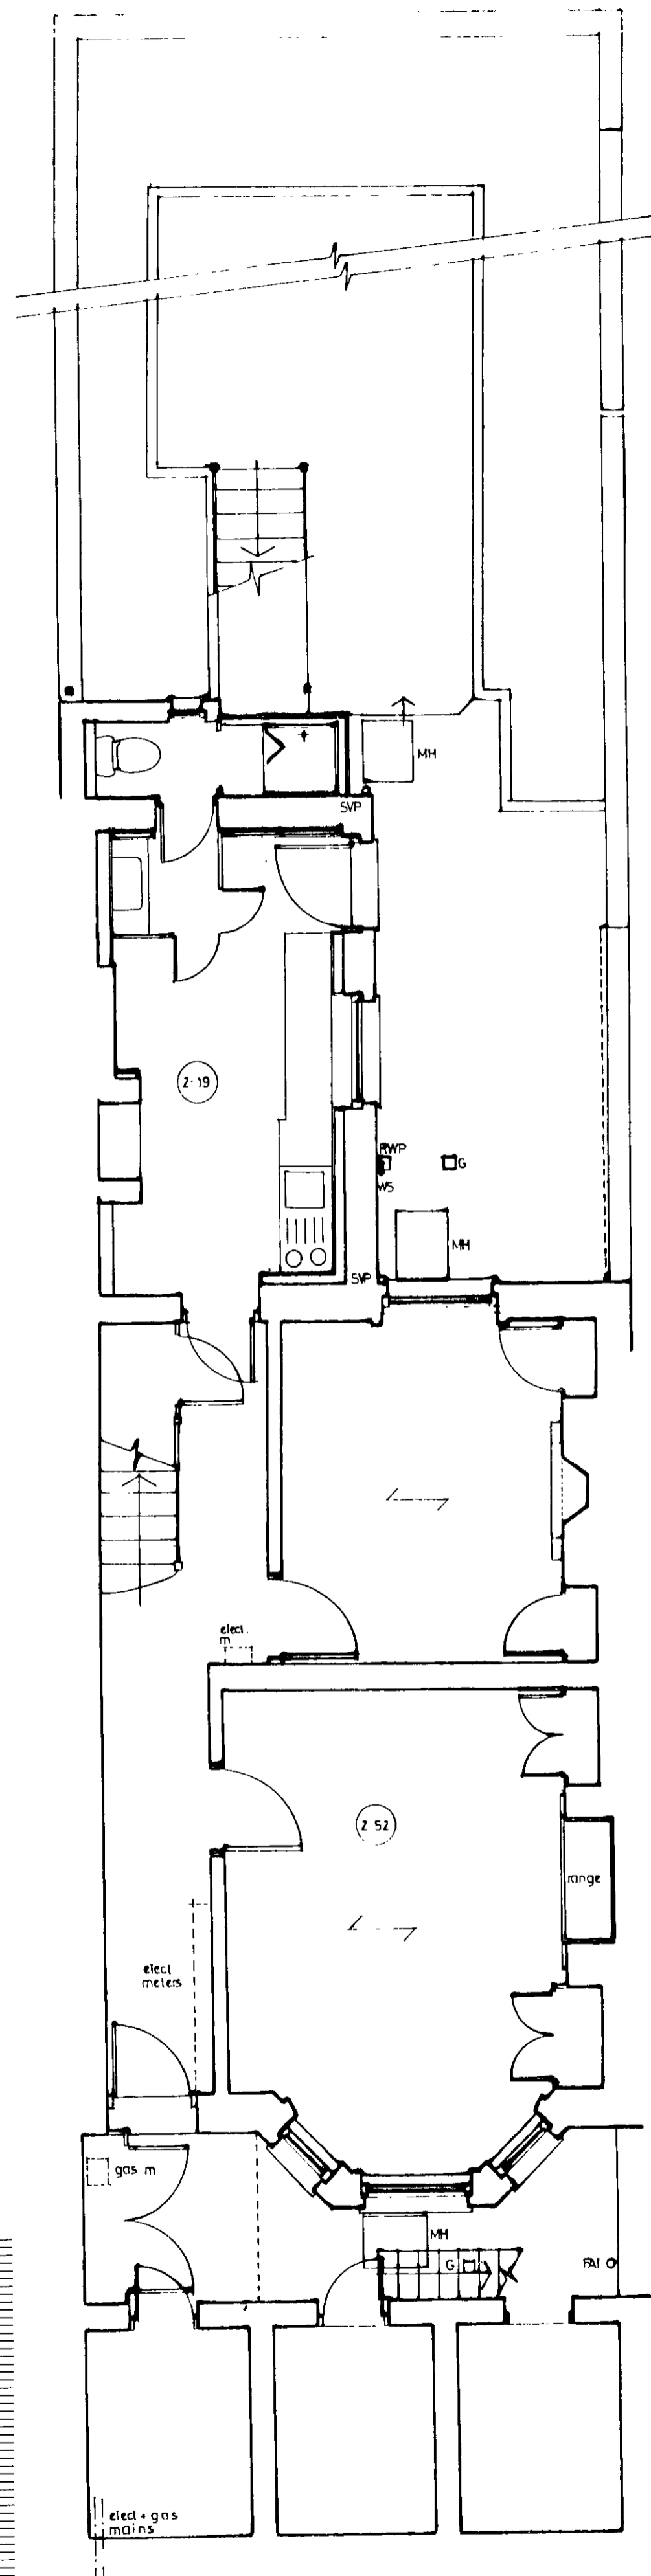 MH
SVP
2·19
RWP
G
WS
MH
SVP
elect.
m
2 52
range
elect
meters
gas m
MH
G
FAI
elect + gas
mains